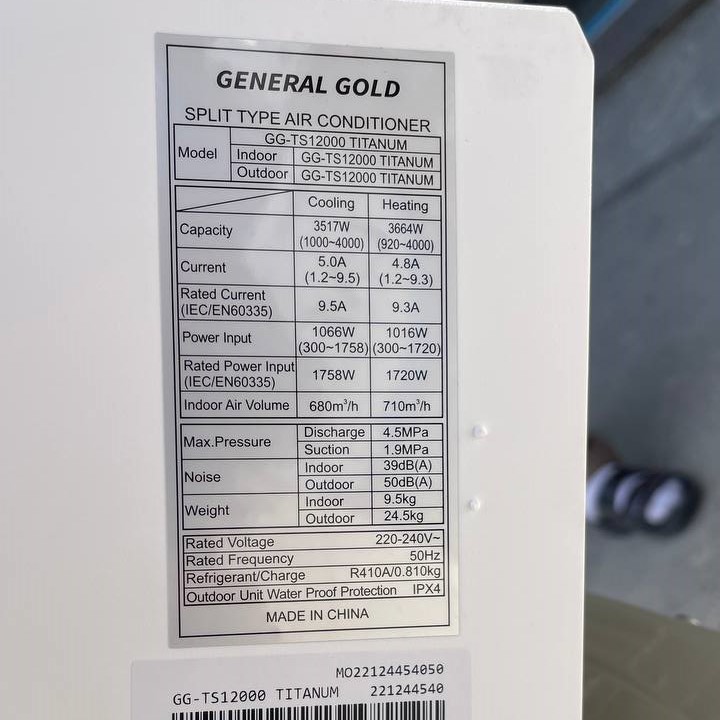 GENERAL GOLD
SPLIT TYPE AIR CONDITIONER
Model GG-TS12000 TITANUM
Indoor GG-TS12000 TITANUM
Outdoor GG-TS12000 TITANUM
Cooling Heating
Capacity 3517W (1000~4000) 3664W (920~4000)
Current 5.0A (1.2~9.5) 4.8A (1.2~9.3)
Rated Current (IEC/EN60335) 9.5A 9.3A
Power Input 1066W (300~1758) 1016W (300~1720)
Rated Power Input (IEC/EN60335) 1758W 1720W
Indoor Air Volume 680m³/h 710m³/h
Max.Pressure Discharge 4.5MPa
Suction 1.9MPa
Noise Indoor 39dB(A)
Outdoor 50dB(A)
Weight Indoor 9.5kg
Outdoor 24.5kg
Rated Voltage 220-240V~
Rated Frequency 50Hz
Refrigerant/Charge R410A/0.810kg
Outdoor Unit Water Proof Protection IPX4
MADE IN CHINA
MO22124454050
GG-TS12000 TITANUM 221244540